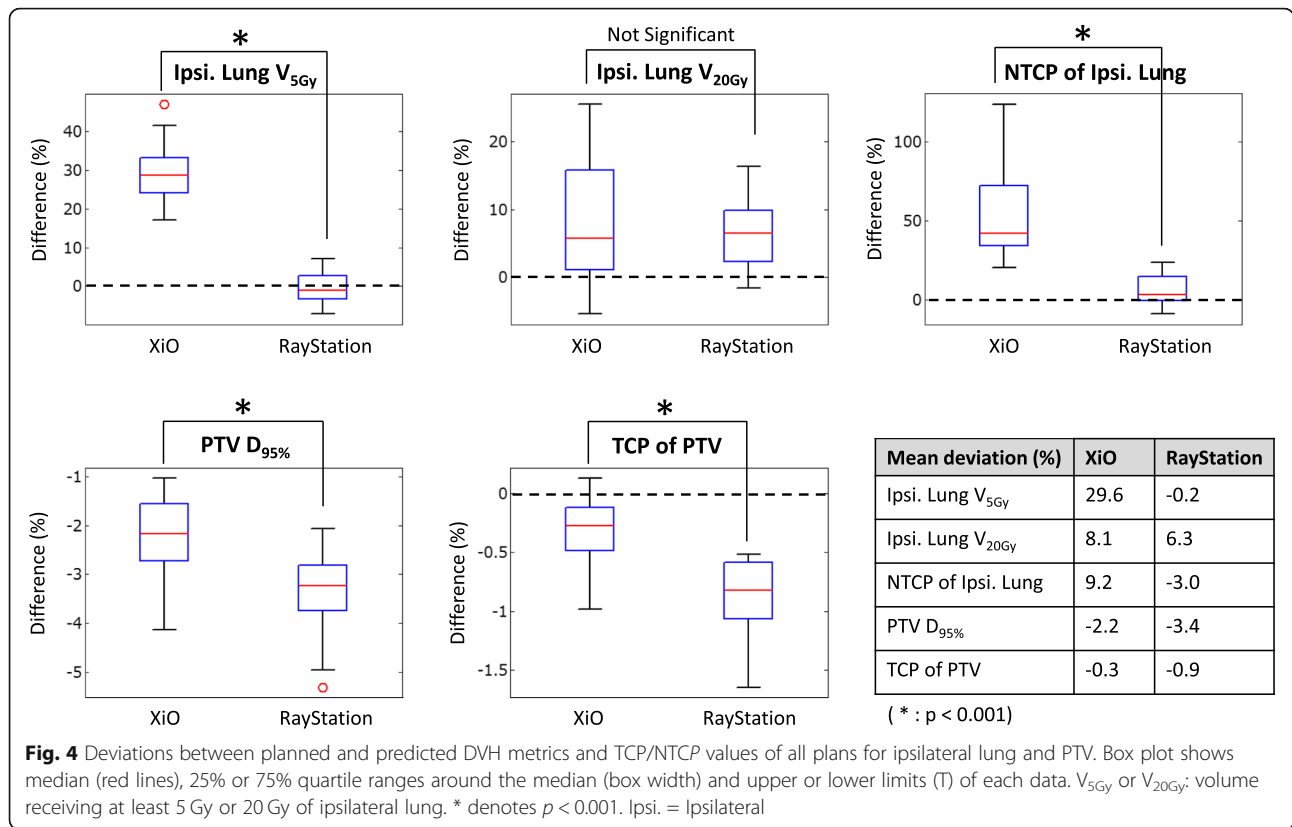 *
Ipsi. Lung V5Gy
Difference (%)
40
30
20
10
0
XiO RayStation
Not Significant
Ipsi. Lung V20Gy
Difference (%)
20
10
0
XiO RayStation
*
NTCP of Ipsi. Lung
Difference (%)
100
50
0
XiO RayStation
*
PTV D95%
Difference (%)
-1
-2
-3
-4
-5
XiO RayStation
*
TCP of PTV
Difference (%)
0
-0.5
-1
-1.5
XiO RayStation
Mean deviation (%) XiO RayStation
Ipsi. Lung V5Gy 29.6 -0.2
Ipsi. Lung V20Gy 8.1 6.3
NTCP of Ipsi. Lung 9.2 -3.0
PTV D95% -2.2 -3.4
TCP of PTV -0.3 -0.9
( * : p < 0.001)
Fig. 4 Deviations between planned and predicted DVH metrics and TCP/NTCP values of all plans for ipsilateral lung and PTV. Box plot shows
median (red lines), 25% or 75% quartile ranges around the median (box width) and upper or lower limits (T) of each data. V5Gy or V20Gy: volume
receiving at least 5 Gy or 20 Gy of ipsilateral lung. * denotes p < 0.001. Ipsi. = Ipsilateral